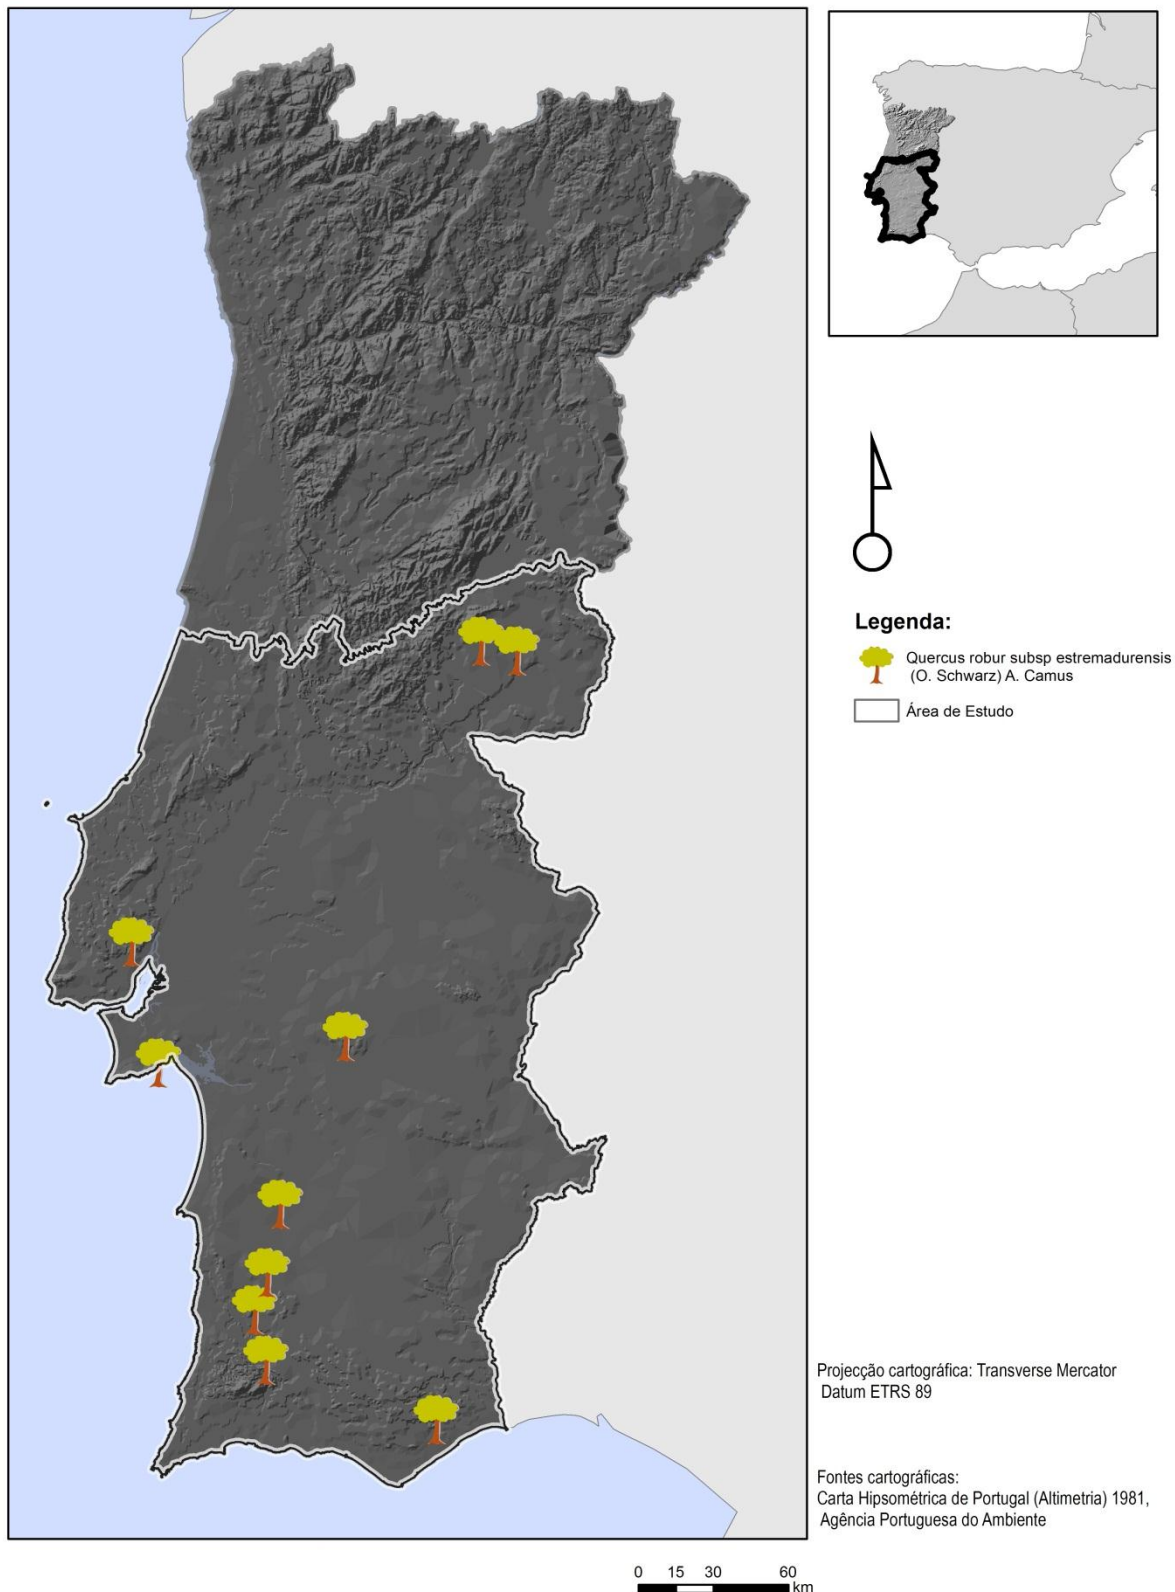 Legenda:
Quercus robur subsp estremadurensis
(O. Schwarz) A. Camus
Área de Estudo
Projecção cartográfica: Transverse Mercator
Datum ETRS 89
Fontes cartográficas:
Carta Hipsométrica de Portugal (Altimetria) 1981,
Agência Portuguesa do Ambiente
0 15 30 60
km